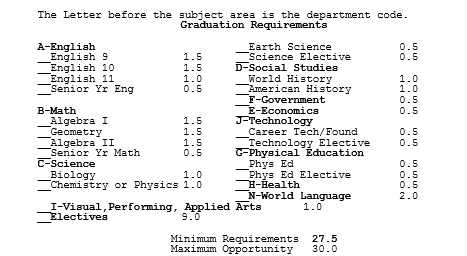 The Letter before the subject area is the department code.
Graduation Requirements
A-English
__English 9 1.5
__English 10 1.5
__English 11 1.0
__Senior Yr Eng 0.5
B-Math
__Algebra I 1.5
__Geometry 1.5
__Algebra II 1.5
__Senior Yr Math 0.5
C-Science
__Biology 1.0
__Chemistry or Physics 1.0
__Earth Science 0.5
__Science Elective 0.5
D-Social Studies
__World History 1.0
__American History 1.0
__F-Government 0.5
__E-Economics 0.5
J-Technology
__Career Tech/Found 0.5
__Technology Elective 0.5
G-Physical Education
__Phys Ed 0.5
__Phys Ed Elective 0.5
__H-Health 0.5
__N-World Language 2.0
__I-Visual,Performing, Applied Arts 1.0
__Electives 9.0
Minimum Requirements 27.5
Maximum Opportunity 30.0